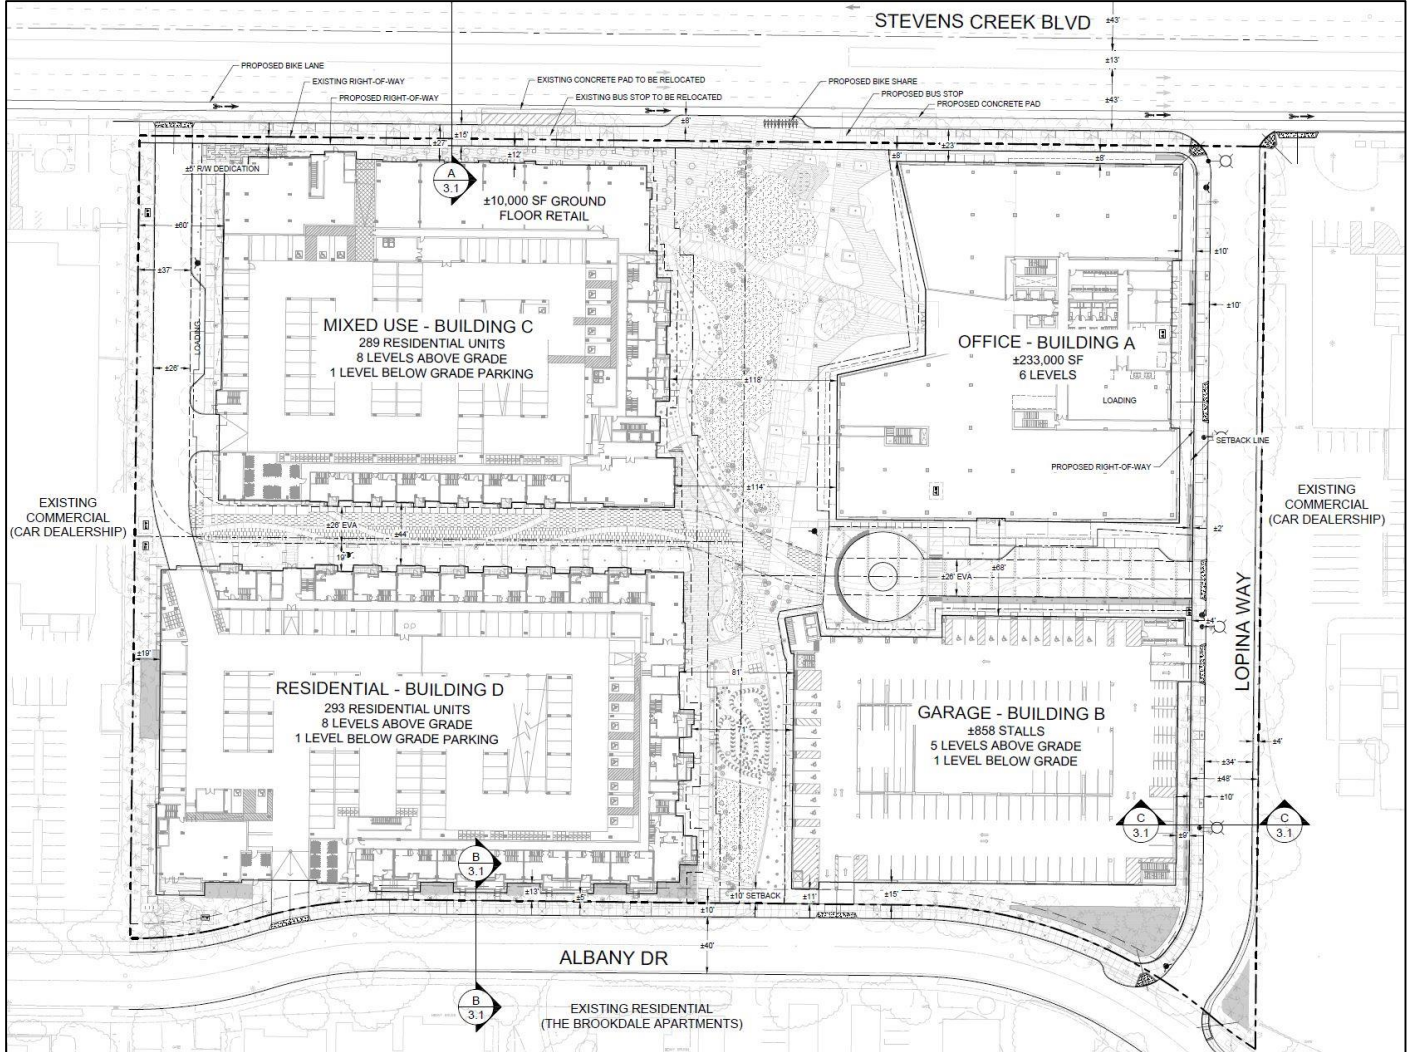 STEVENS CREEK BLVD
±43'
±13'
±43'
PROPOSED BIKE LANE
EXISTING RIGHT-OF-WAY
PROPOSED RIGHT-OF-WAY
EXISTING CONCRETE PAD TO BE RELOCATED
EXISTING BUS STOP TO BE RELOCATED
PROPOSED BIKE SHARE
PROPOSED BUS STOP
PROPOSED CONCRETE PAD
±15'
±27'
±12'
±8'
±8'
±23'
±8'
±5' R/W DEDICATION
A
3.1
±10,000 SF GROUND
FLOOR RETAIL
±60'
±37'
±26'
LOADING
MIXED USE - BUILDING C
289 RESIDENTIAL UNITS
8 LEVELS ABOVE GRADE
1 LEVEL BELOW GRADE PARKING
±118'
±114'
OFFICE - BUILDING A
±233,000 SF
6 LEVELS
LOADING
±10'
±10'
SETBACK LINE
PROPOSED RIGHT-OF-WAY
±2'
EXISTING
COMMERCIAL
(CAR DEALERSHIP)
EXISTING
COMMERCIAL
(CAR DEALERSHIP)
±26' EVA
±44'
19'
±26' EVA
±68'
±4'
LOPINA WAY
±19'
RESIDENTIAL - BUILDING D
293 RESIDENTIAL UNITS
8 LEVELS ABOVE GRADE
1 LEVEL BELOW GRADE PARKING
81'
71'
GARAGE - BUILDING B
±858 STALLS
5 LEVELS ABOVE GRADE
1 LEVEL BELOW GRADE
±4'
±34'
±48'
±10'
±9'
C
3.1
C
3.1
B
3.1
±13'
±5'
±10' SETBACK
±11'
±15'
±10'
±40'
ALBANY DR
B
3.1
EXISTING RESIDENTIAL
(THE BROOKDALE APARTMENTS)